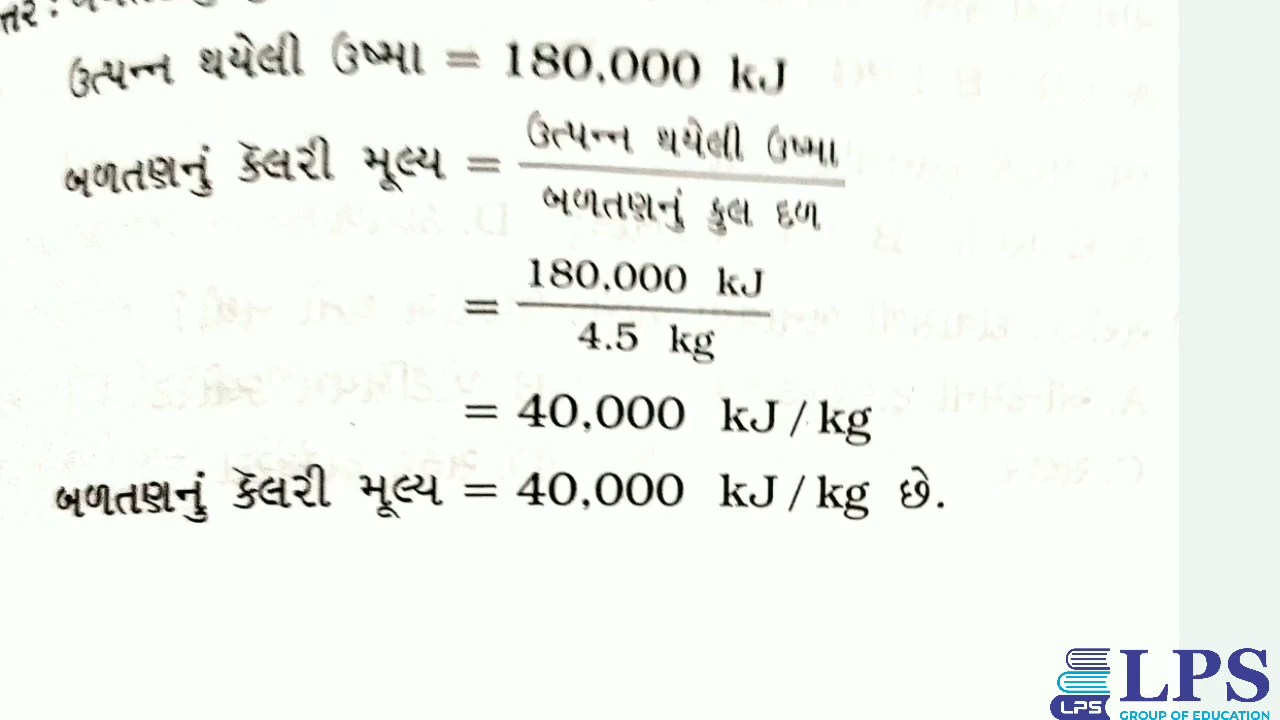 ઉત્પન્ન થયેલી ઉષ્મા = 180,000 kJ
બળતણનું કૅલરી મૂલ્ય = ઉત્પન્ન થયેલી ઉષ્મા
બળતણનું કુલ દળ
= 180,000 kJ
4.5 kg
= 40,000 kJ/kg
બળતણનું કૅલરી મૂલ્ય = 40,000 kJ/kg છે.
LPS
LPS
GROUP OF EDUCATION